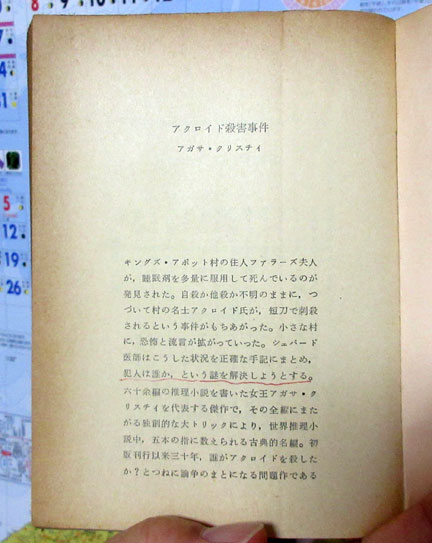 アクロイド殺害事件
アガサ・クリスティ
キングズ・アボット村の住人ファラーズ夫人
が，睡眠薬を多量に服用して死んでいるのが
発見された。自殺か他殺か不明のままに，つ
づいて村の名士アクロイド氏が，短刀で刺殺
されるという事件がもちあがった。小さな村
に，恐怖と流言が拡がっていった。シェパード
医師はこうした状況を正確な手記にまとめ，
犯人は誰か，という謎を解決しようとする。
六十余編の推理小説を書いた女王アガサ・ク
リスティを代表する傑作で，その全編にまた
がる独創的な大トリックにより，世界推理小
説中，五本の指に数えられる古典的名編。初
版刊行以来三十年，誰がアクロイドを殺した
か？とつねに論争のまとになる問題作である
8
9
10
12
5
12
19
26